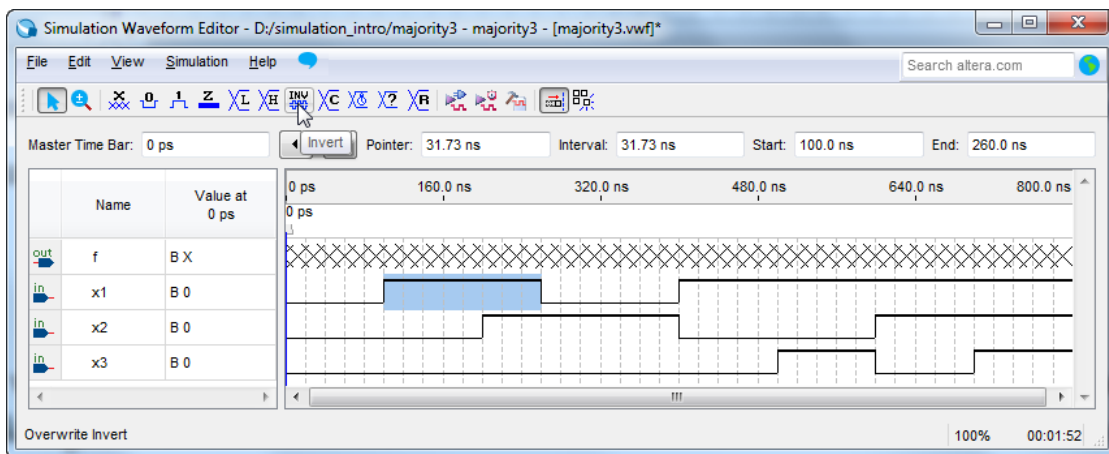 Simulation Waveform Editor - D:/simulation_intro/majority3 - majority3 - [majority3.vwf]*
File Edit View Simulation Help Search altera.com
X 0 1 Z L H INV C 2 R
Master Time Bar: 0 ps Invert Pointer: 31.73 ns Interval: 31.73 ns Start: 100.0 ns End: 260.0 ns
Name Value at 0 ps 0 ps 160.0 ns 320.0 ns 480.0 ns 640.0 ns 800.0 ns
0 ps
out f B X
in x1 B 0
in x2 B 0
in x3 B 0
Overwrite Invert 100% 00:01:52